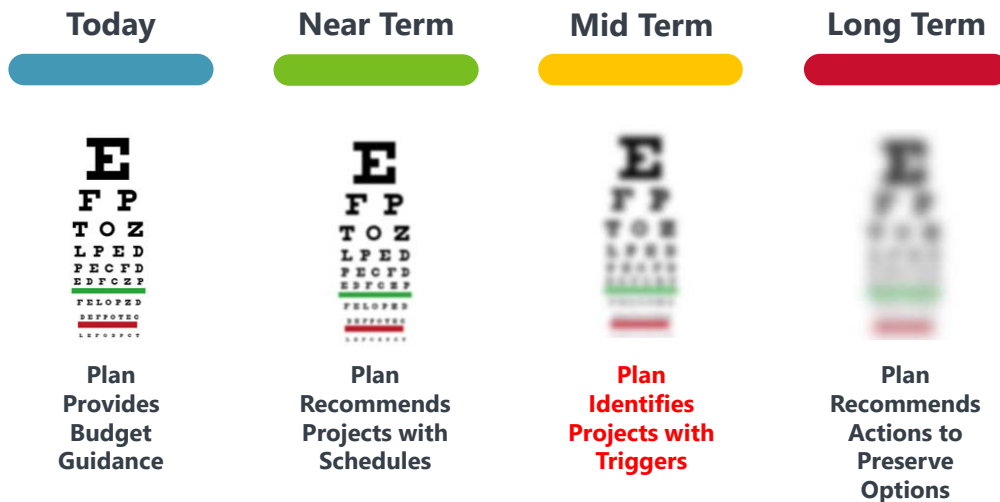 Today
E
F P
T O Z
L P E D
P E C F D
E D F C Z P
F E L O P Z D
D E F P O T E C
L E F O D P C T
Plan
Provides
Budget
Guidance
Near Term
E
F P
T O Z
L P E D
P E C F D
E D F C Z P
F E L O P Z D
D E F P O T E C
Plan
Recommends
Projects with
Schedules
Mid Term
E
F P
T O Z
L P E D
Plan
Identifies
Projects with
Triggers
Long Term
E
F P
Plan
Recommends
Actions to
Preserve
Options